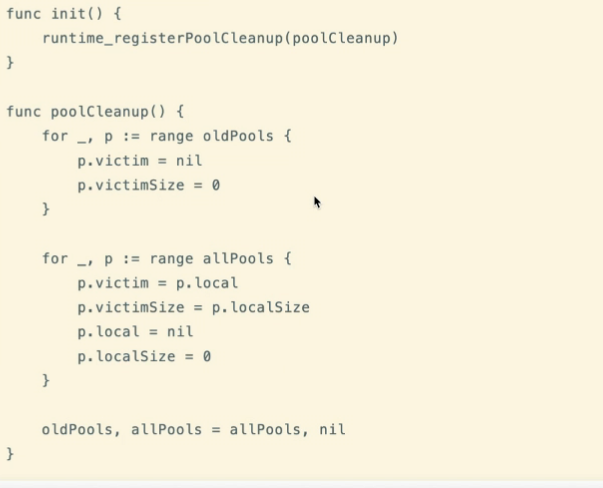 func init() {
    runtime_registerPoolCleanup(poolCleanup)
}

func poolCleanup() {
    for _, p := range oldPools {
        p.victim = nil
        p.victimSize = 0
    }

    for _, p := range allPools {
        p.victim = p.local
        p.victimSize = p.localSize
        p.local = nil
        p.localSize = 0
    }

    oldPools, allPools = allPools, nil
}